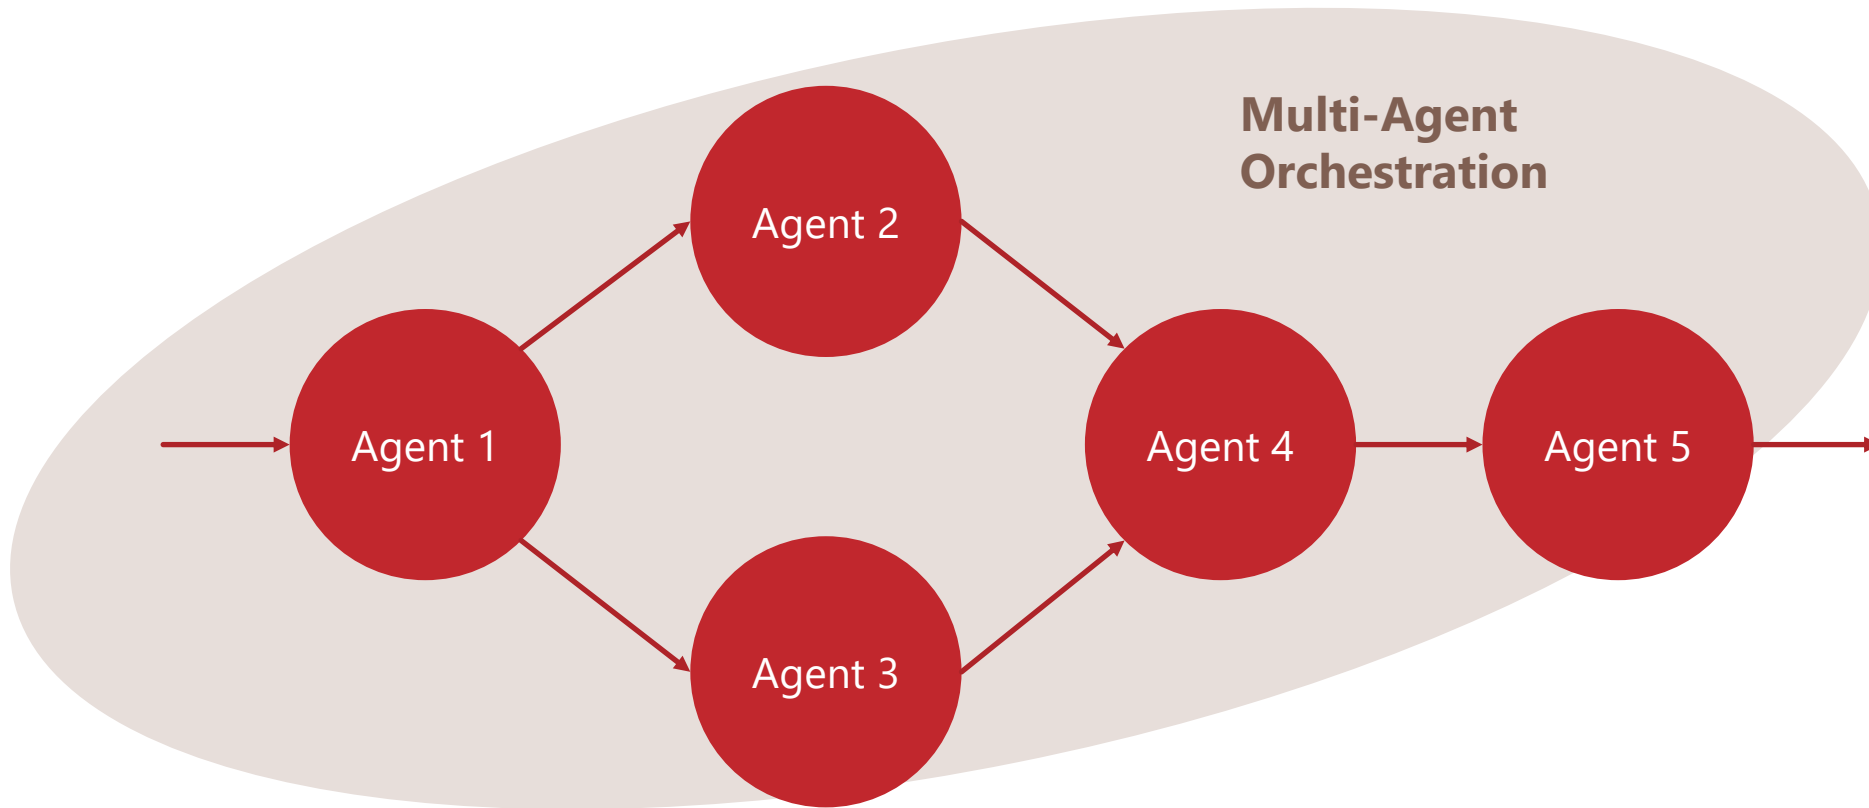 Multi-Agent
Orchestration
Agent 2
Agent 1
Agent 4
Agent 5
Agent 3